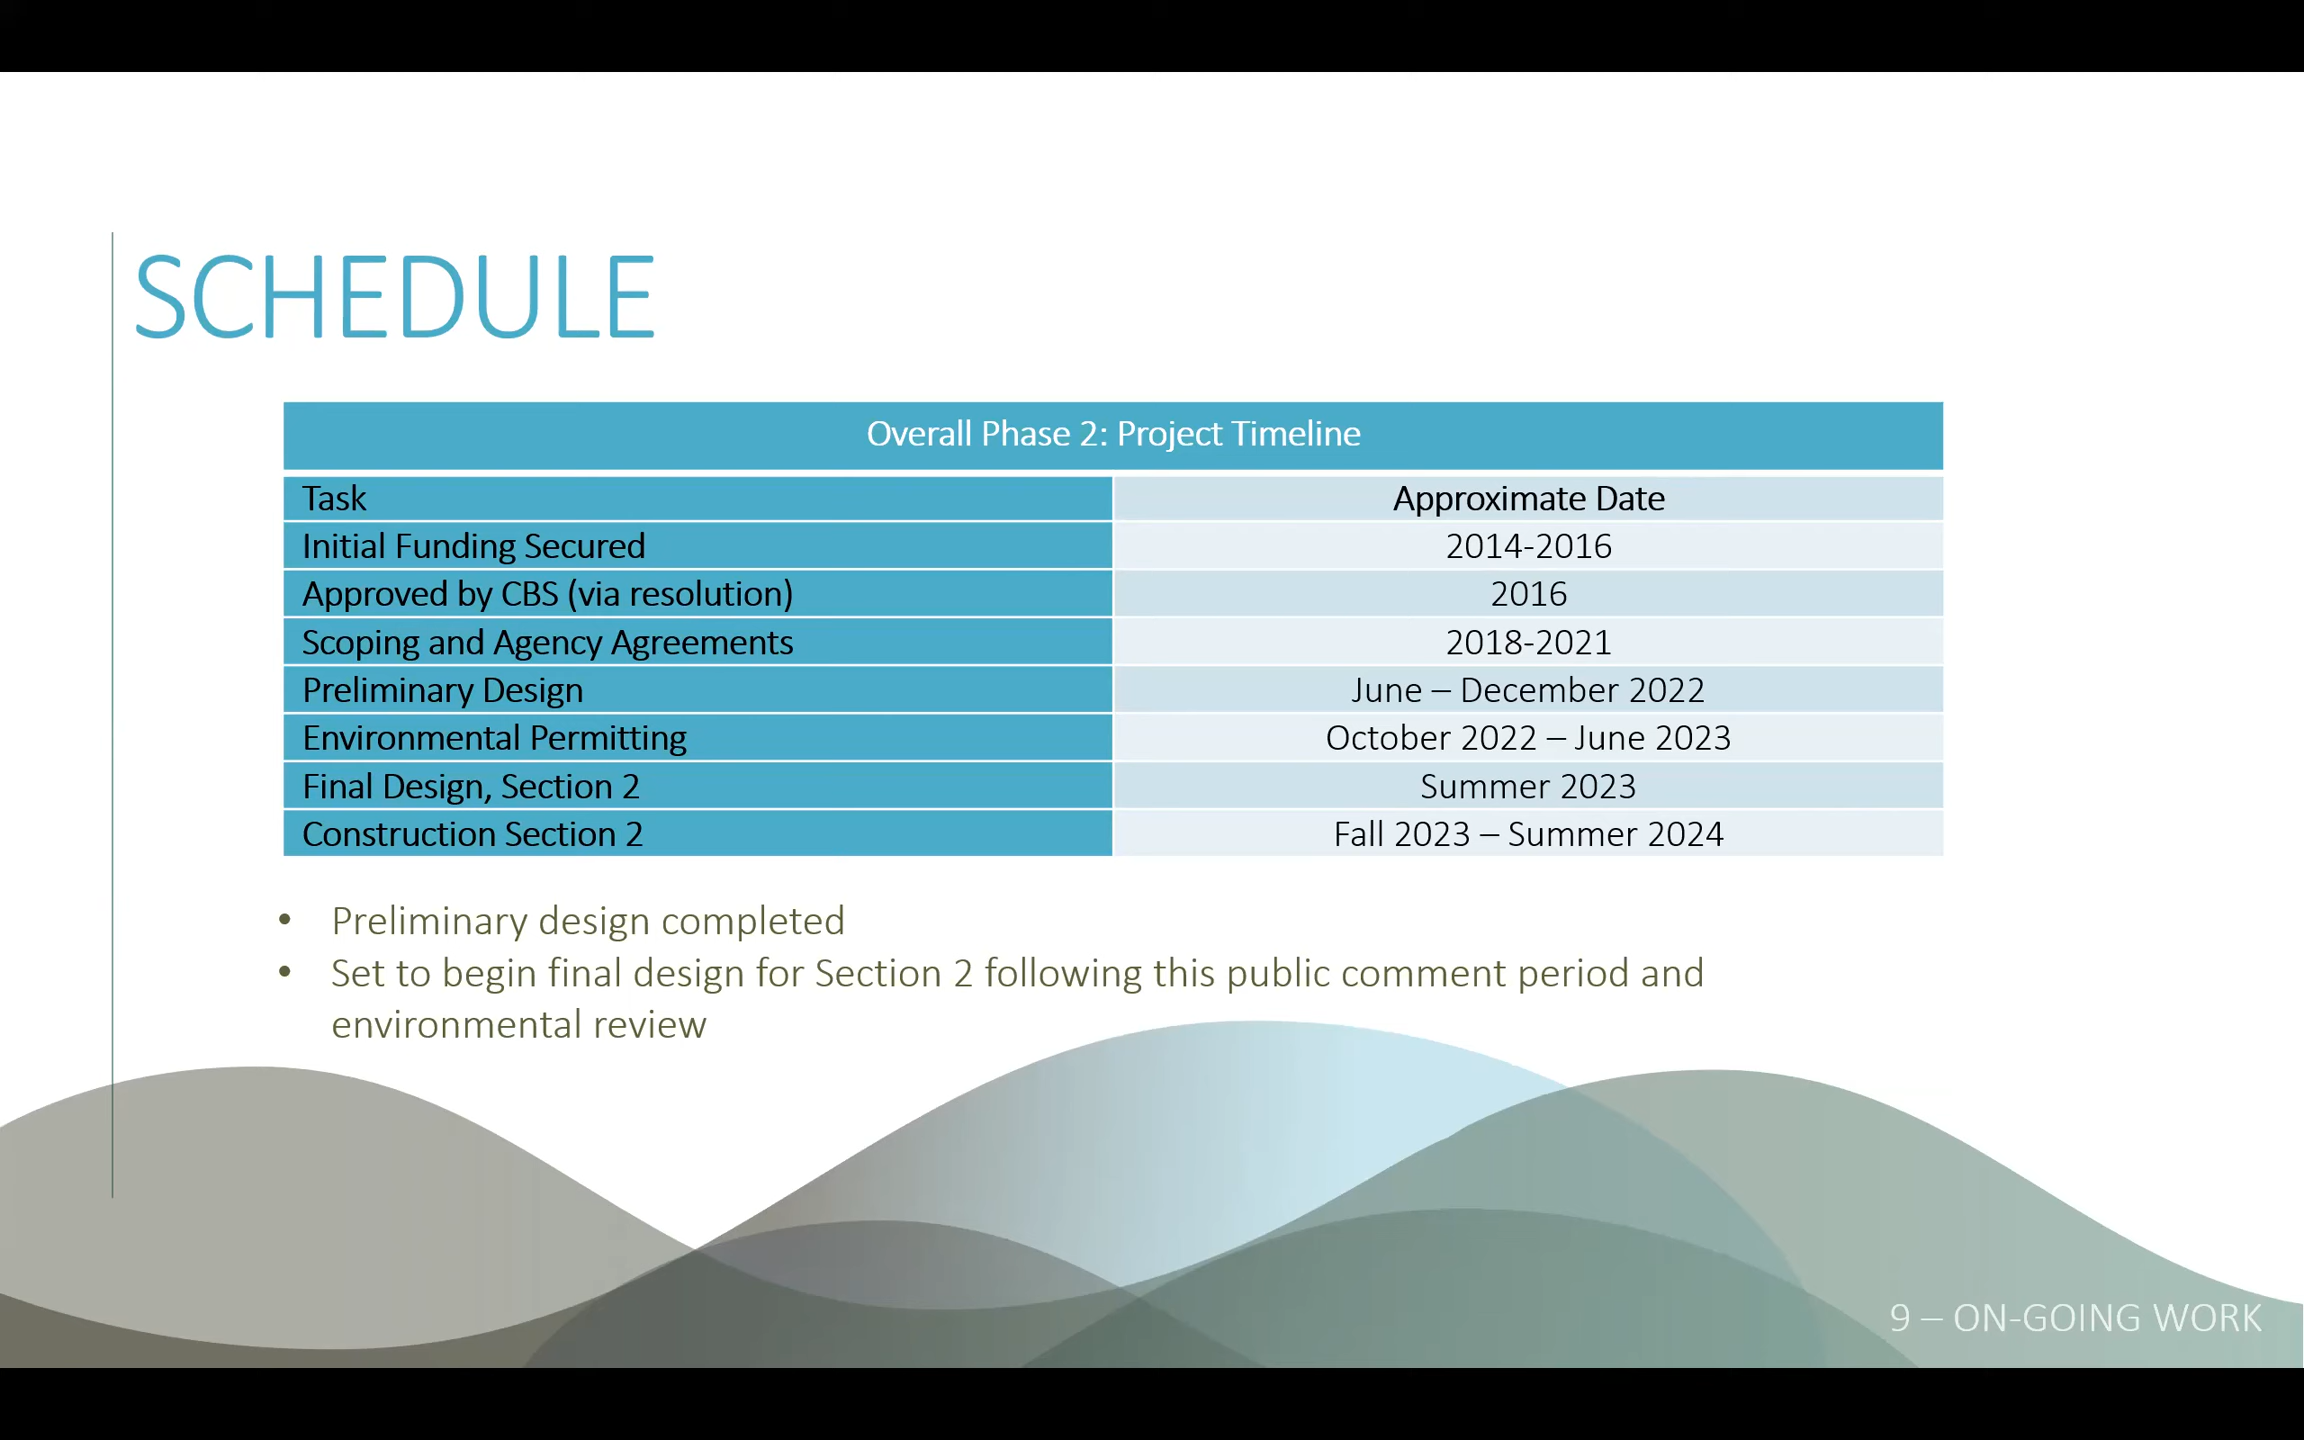 SCHEDULE
Overall Phase 2: Project Timeline
Task Approximate Date
Initial Funding Secured 2014-2016
Approved by CBS (via resolution) 2016
Scoping and Agency Agreements 2018-2021
Preliminary Design June – December 2022
Environmental Permitting October 2022 – June 2023
Final Design, Section 2 Summer 2023
Construction Section 2 Fall 2023 – Summer 2024
• Preliminary design completed
• Set to begin final design for Section 2 following this public comment period and
environmental review
9 – ON-GOING WORK